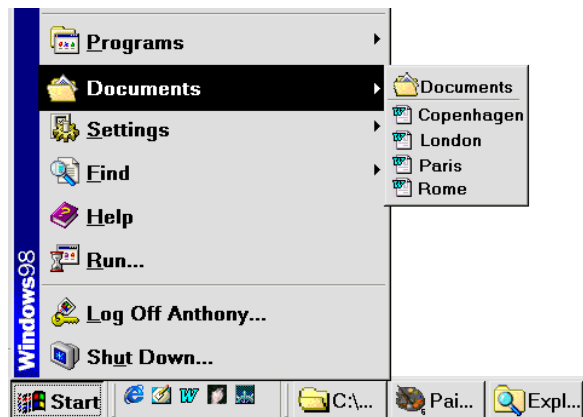 Programs
Documents
Settings
Find
Help
Run...
Log Off Anthony...
Shut Down...
Windows98
Documents
Copenhagen
London
Paris
Rome
Start
C:\...
Pai...
Expl...